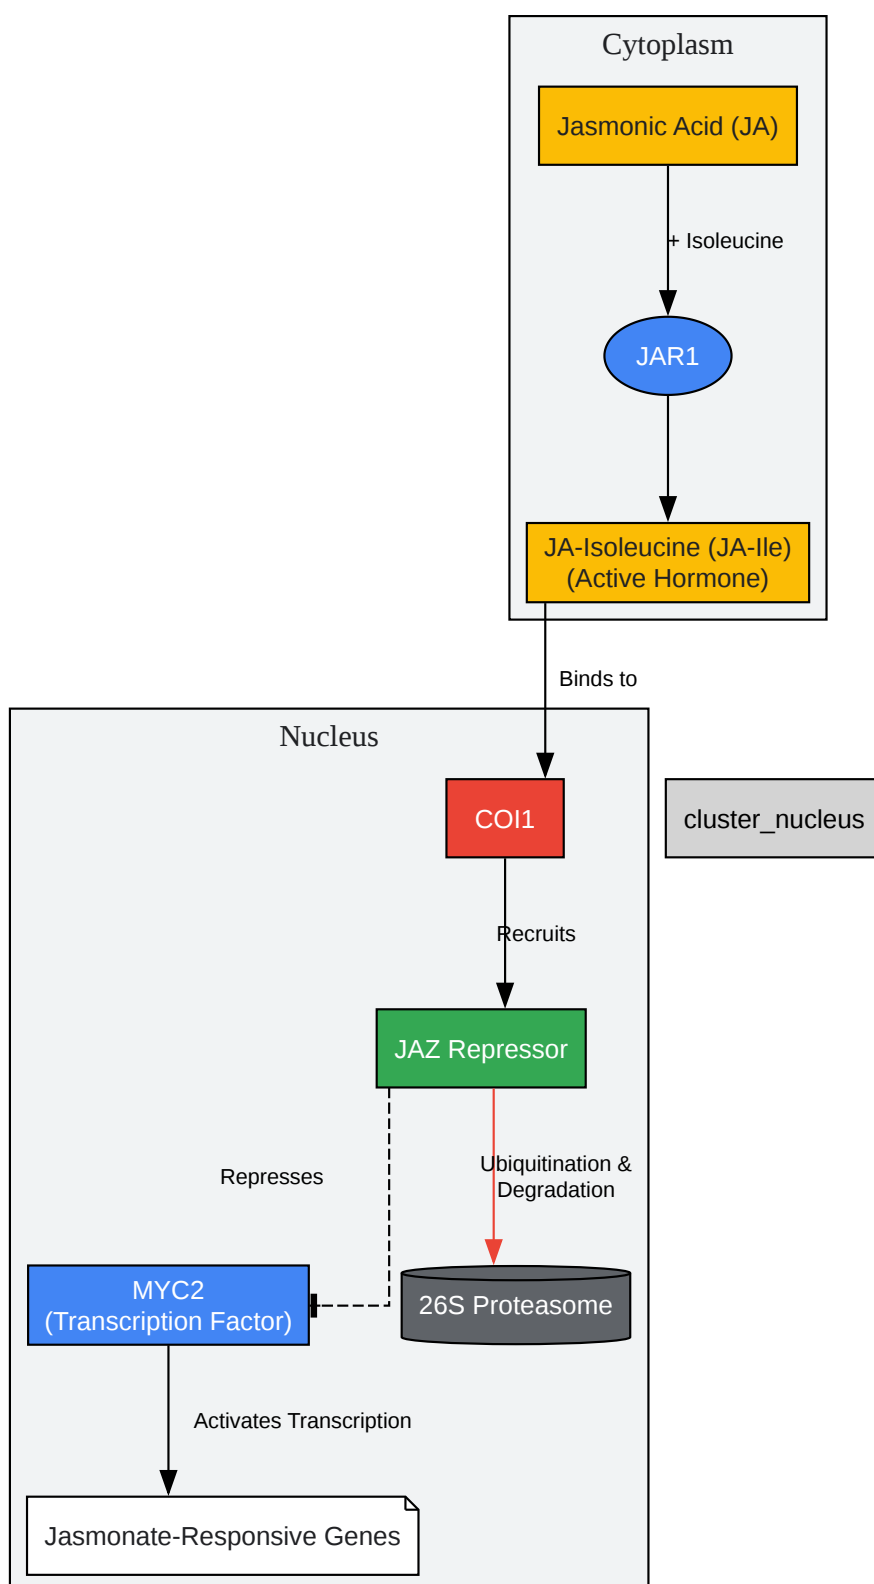 Cytoplasm
Jasmonic Acid (JA)
+ Isoleucine
JAR1
JA-Isoleucine (JA-Ile)
(Active Hormone)
Binds to
Nucleus
COI1
cluster_nucleus
Recruits
JAZ Repressor
Represses
Ubiquitination &
Degradation
MYC2
(Transcription Factor)
26S Proteasome
Activates Transcription
Jasmonate-Responsive Genes